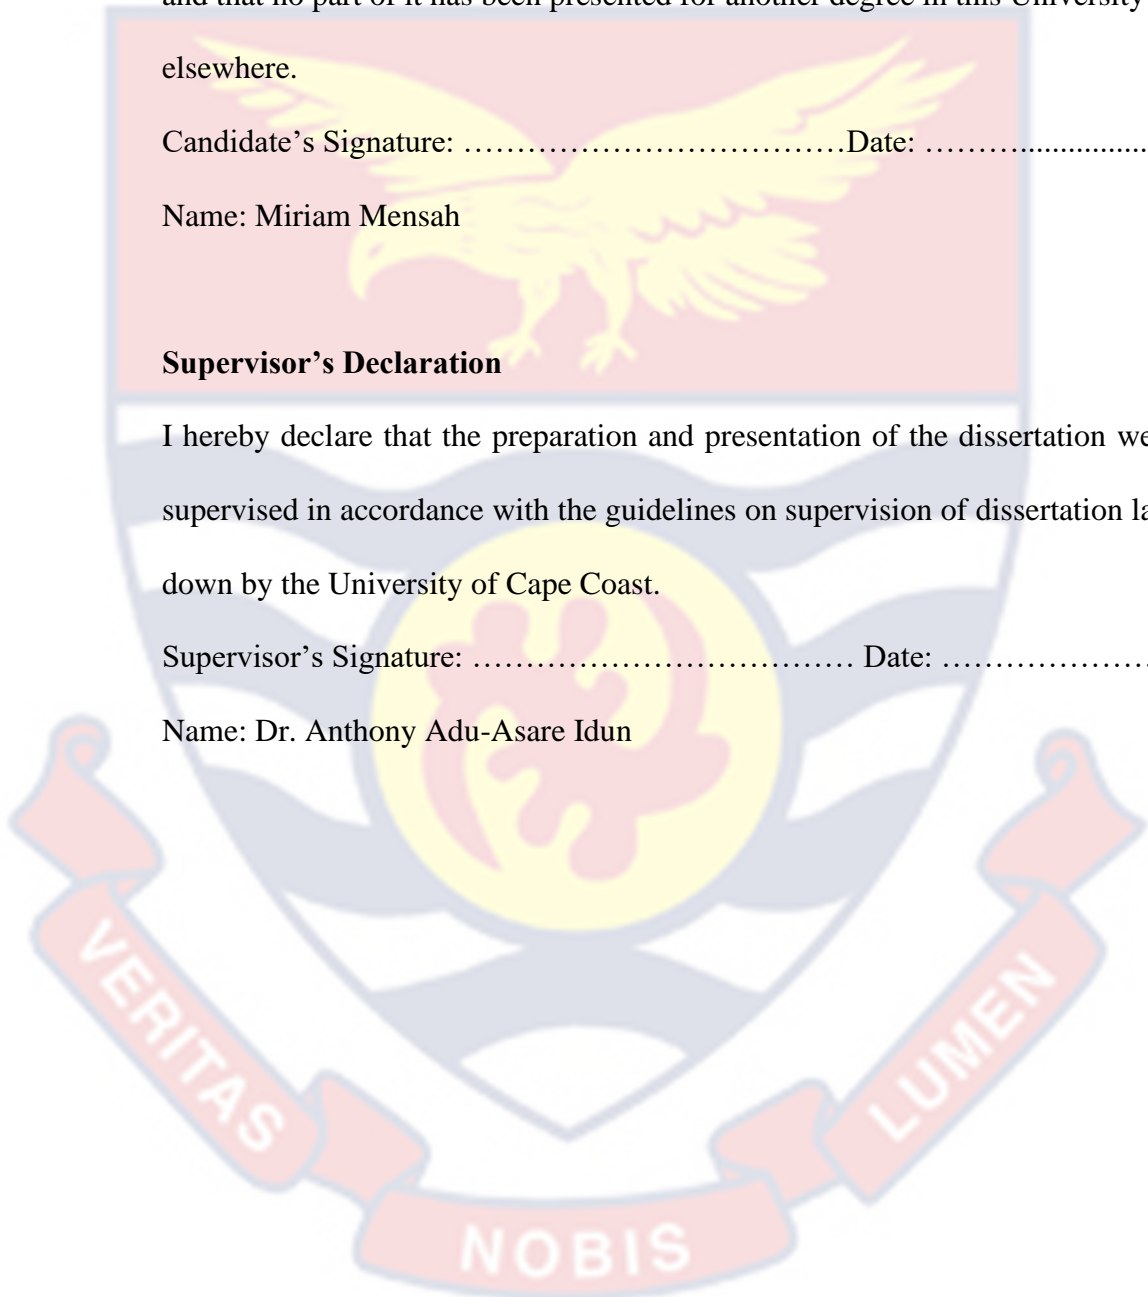 and that no part of it has been presented for another degree in this University
elsewhere.
Candidate’s Signature: ………………………………Date: ………..................
Name: Miriam Mensah
Supervisor’s Declaration
I hereby declare that the preparation and presentation of the dissertation we
supervised in accordance with the guidelines on supervision of dissertation la
down by the University of Cape Coast.
Supervisor’s Signature: ……………………………… Date: …………………
Name: Dr. Anthony Adu-Asare Idun
VERITAS
NOBIS
LUMEN